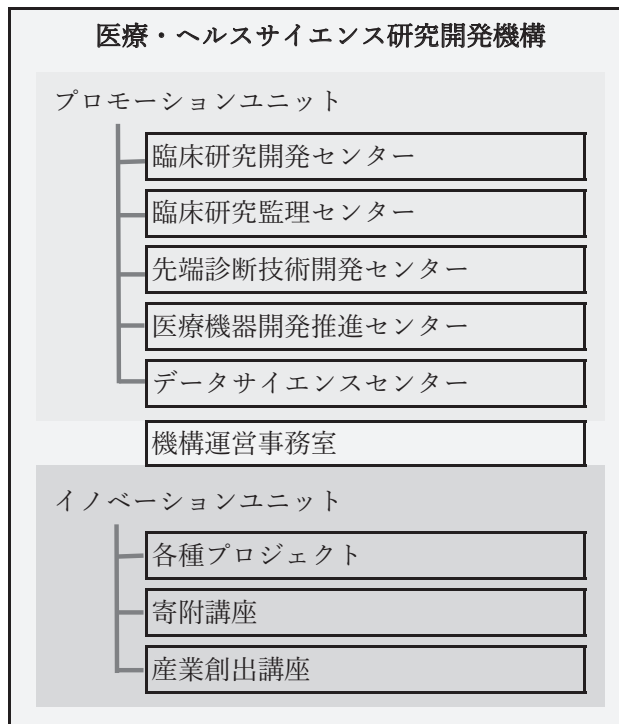 医療・ヘルスサイエンス研究開発機構
プロモーションユニット
臨床研究開発センター
臨床研究監理センター
先端診断技術開発センター
医療機器開発推進センター
データサイエンスセンター
機構運営事務室
イノベーションユニット
各種プロジェクト
寄附講座
産業創出講座